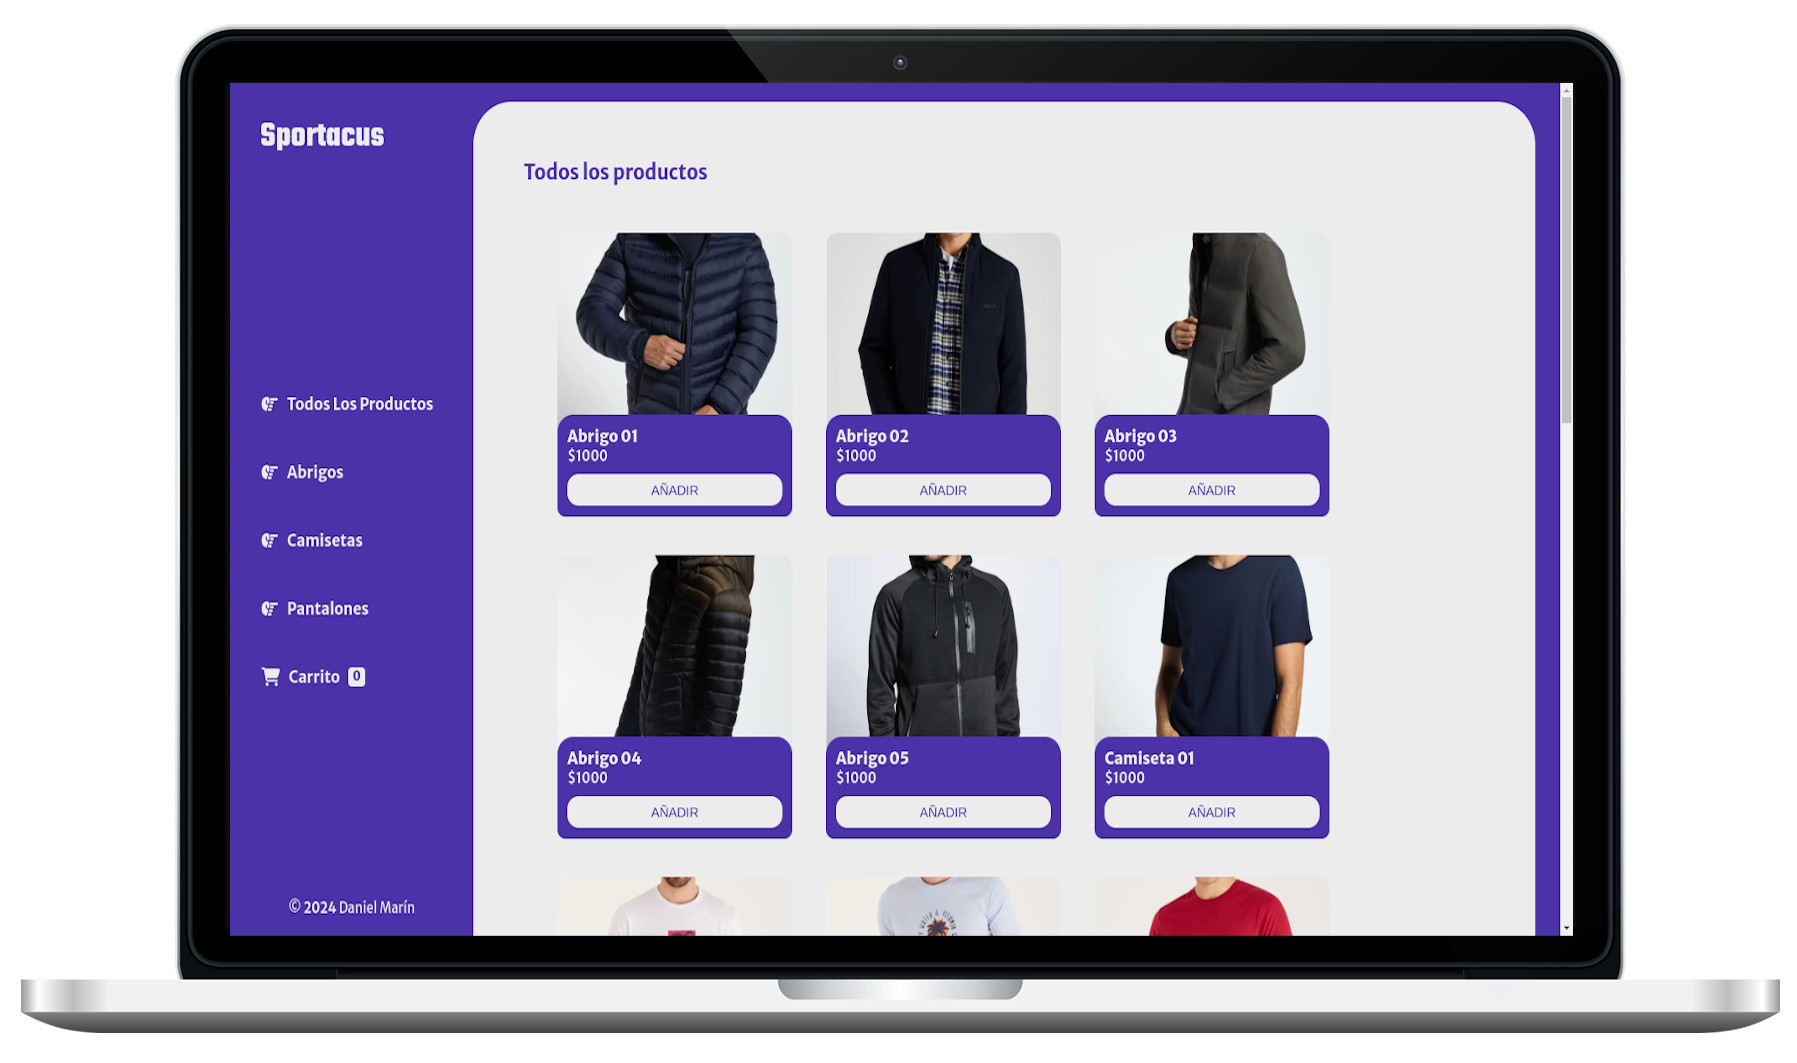 Sportacus
Todos Los Productos
Abrigos
Camisetas
Pantalones
Carrito 0
© 2024 Daniel Marín
Todos los productos
Abrigo 01
$1000
AÑADIR
Abrigo 02
$1000
AÑADIR
Abrigo 03
$1000
AÑADIR
Abrigo 04
$1000
AÑADIR
Abrigo 05
$1000
AÑADIR
Camiseta 01
$1000
AÑADIR